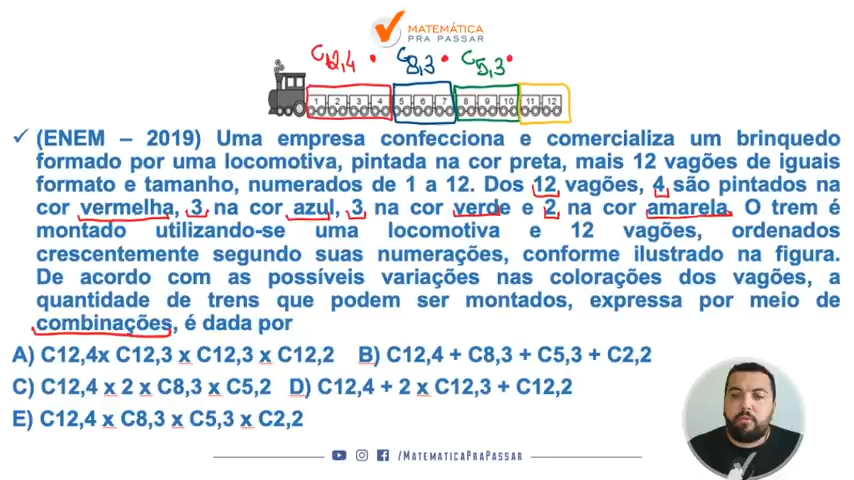 MATEMÁTICA
PRA PASSAR
C12,4 • C8,3 • C5,3 •
1 2 3 4 5 6 7 8 9 10 11 12
✓ (ENEM – 2019) Uma empresa confecciona e comercializa um brinquedo
formado por uma locomotiva, pintada na cor preta, mais 12 vagões de iguais
formato e tamanho, numerados de 1 a 12. Dos 12 vagões, 4 são pintados na
cor vermelha, 3 na cor azul, 3 na cor verde e 2 na cor amarela. O trem é
montado utilizando-se uma locomotiva e 12 vagões, ordenados
crescentemente segundo suas numerações, conforme ilustrado na figura.
De acordo com as possíveis variações nas colorações dos vagões, a
quantidade de trens que podem ser montados, expressa por meio de
combinações, é dada por
A) C12,4x C12,3 x C12,3 x C12,2 B) C12,4 + C8,3 + C5,3 + C2,2
C) C12,4 x 2 x C8,3 x C5,2 D) C12,4 + 2 x C12,3 + C12,2
E) C12,4 x C8,3 x C5,3 x C2,2
/MATEMATICAPRAPASSAR